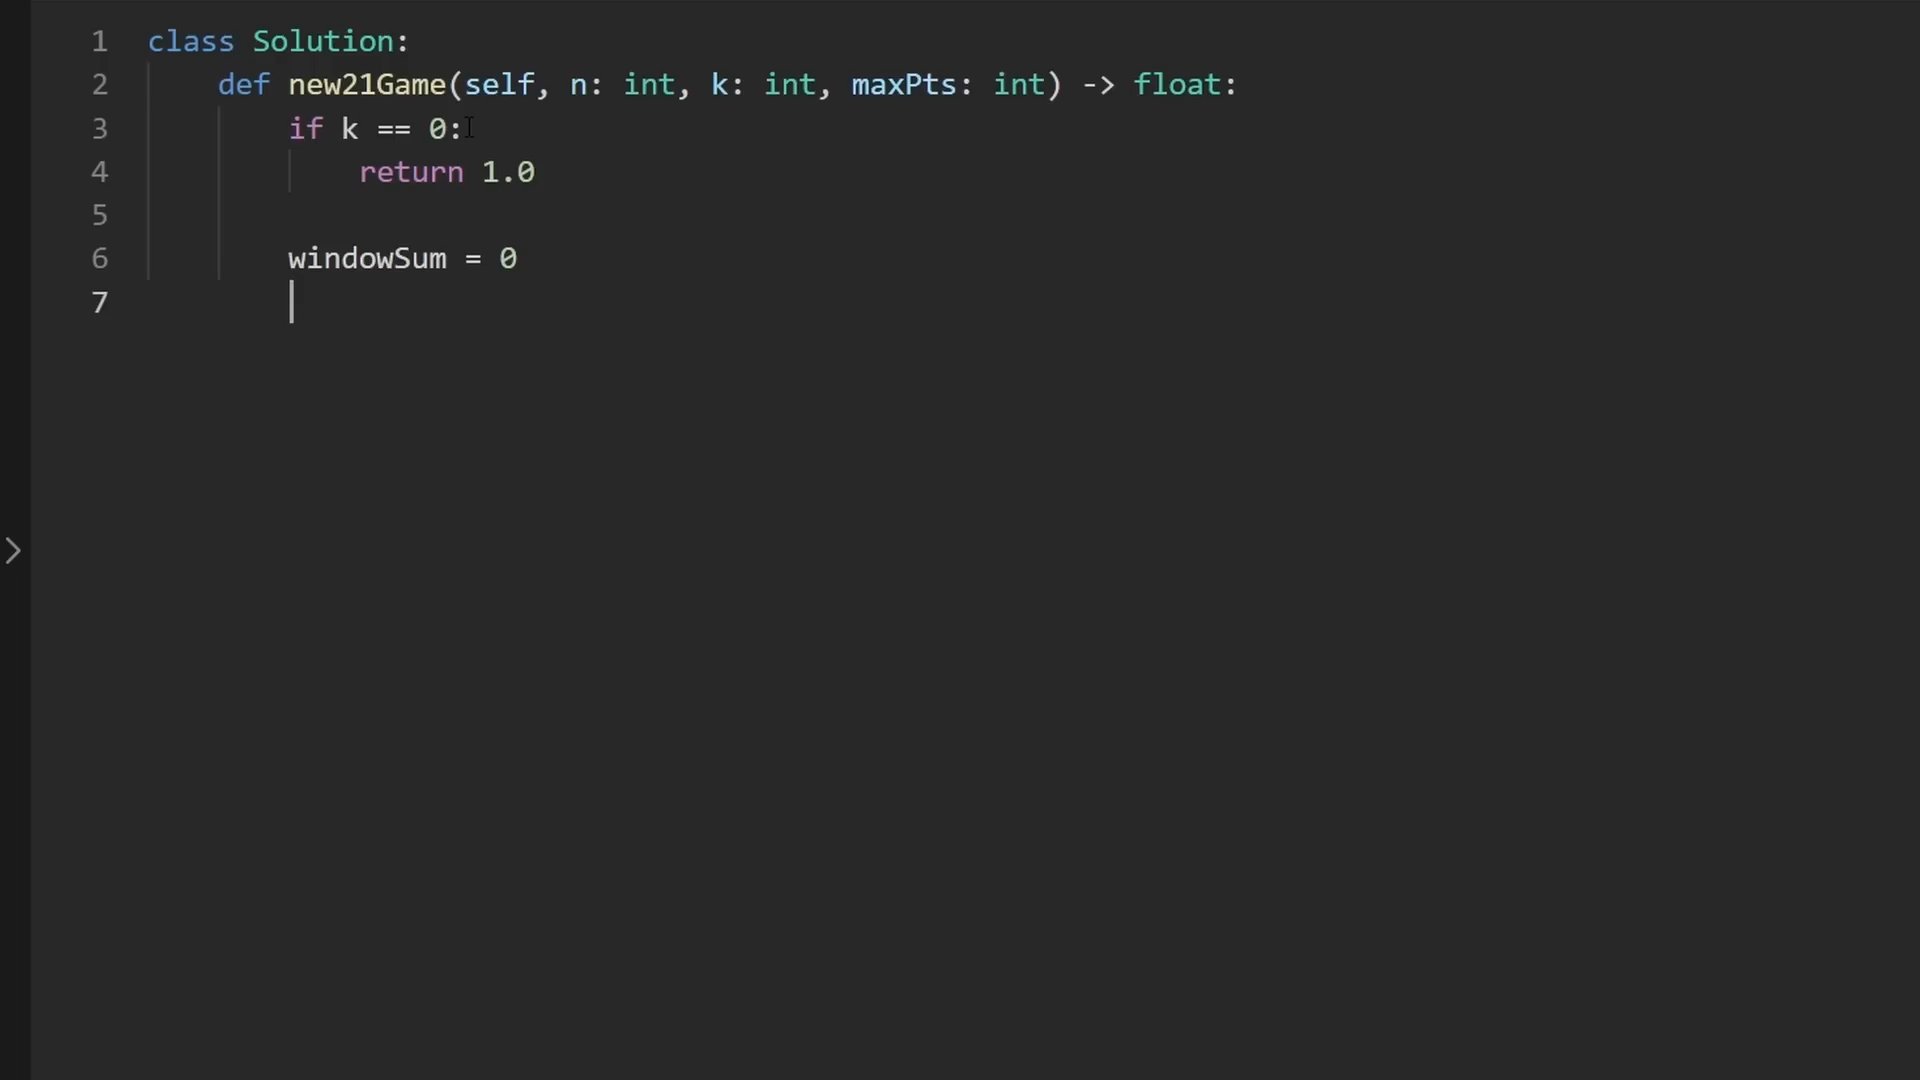 1 class Solution:
2 def new21Game(self, n: int, k: int, maxPts: int) -> float:
3 if k == 0:
4 return 1.0
5
6 windowSum = 0
7